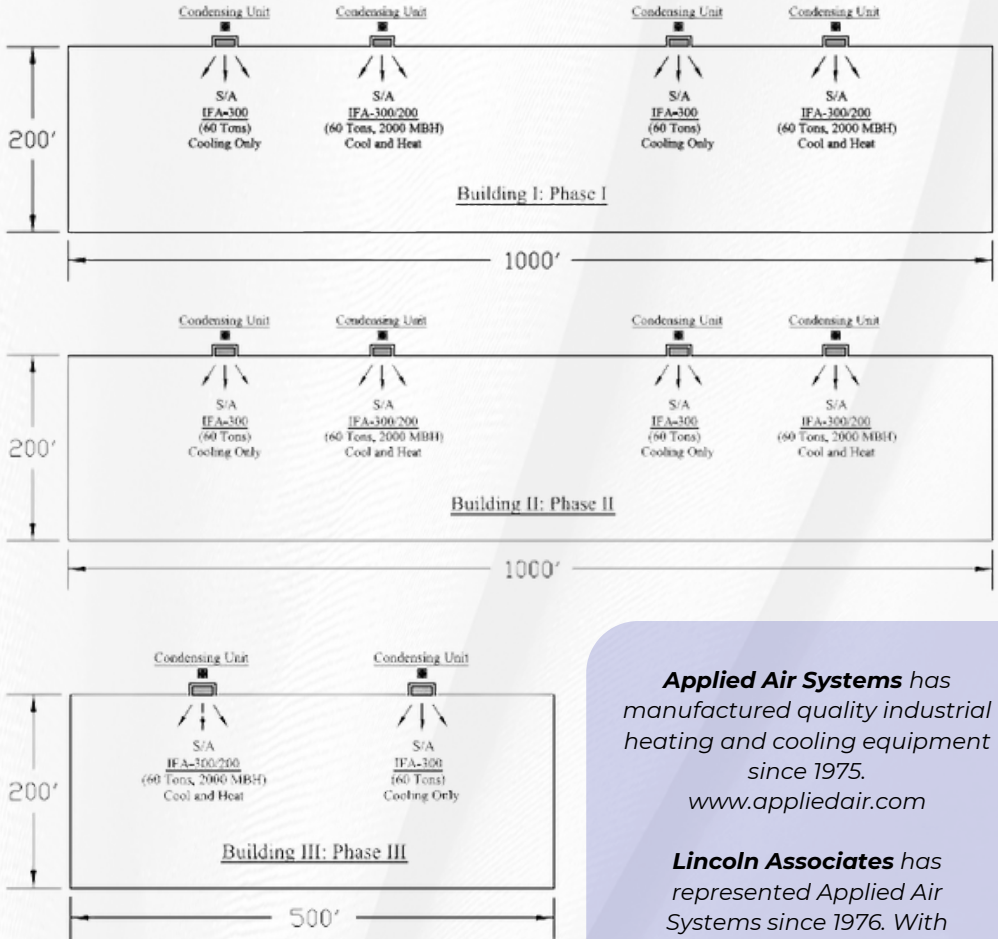 Condensing Unit Condensing Unit Condensing Unit Condensing Unit
S/A S/A S/A S/A
IFA-300 IFA-300/200 IFA-300 IFA-300/200
(60 Tons) (60 Tons, 2000 MBH) (60 Tons) (60 Tons, 2000 MBH)
Cooling Only Cool and Heat Cooling Only Cool and Heat
200'
Building I: Phase I
1000'
Condensing Unit Condensing Unit Condensing Unit Condensing Unit
S/A S/A S/A S/A
IFA-300 IFA-300/200 IFA-300 IFA-300/200
(60 Tons) (60 Tons, 2000 MBH) (60 Tons) (60 Tons, 2000 MBH)
Cooling Only Cool and Heat Cooling Only Cool and Heat
200'
Building II: Phase II
1000'
Condensing Unit Condensing Unit
S/A S/A
IFA-300/200 IFA-300
(60 Tons, 2000 MBH) (60 Tons)
Cool and Heat Cooling Only
200'
Building III: Phase III
500'
Applied Air Systems has
manufactured quality industrial
heating and cooling equipment
since 1975.
www.appliedair.com
Lincoln Associates has
represented Applied Air
Systems since 1976. With